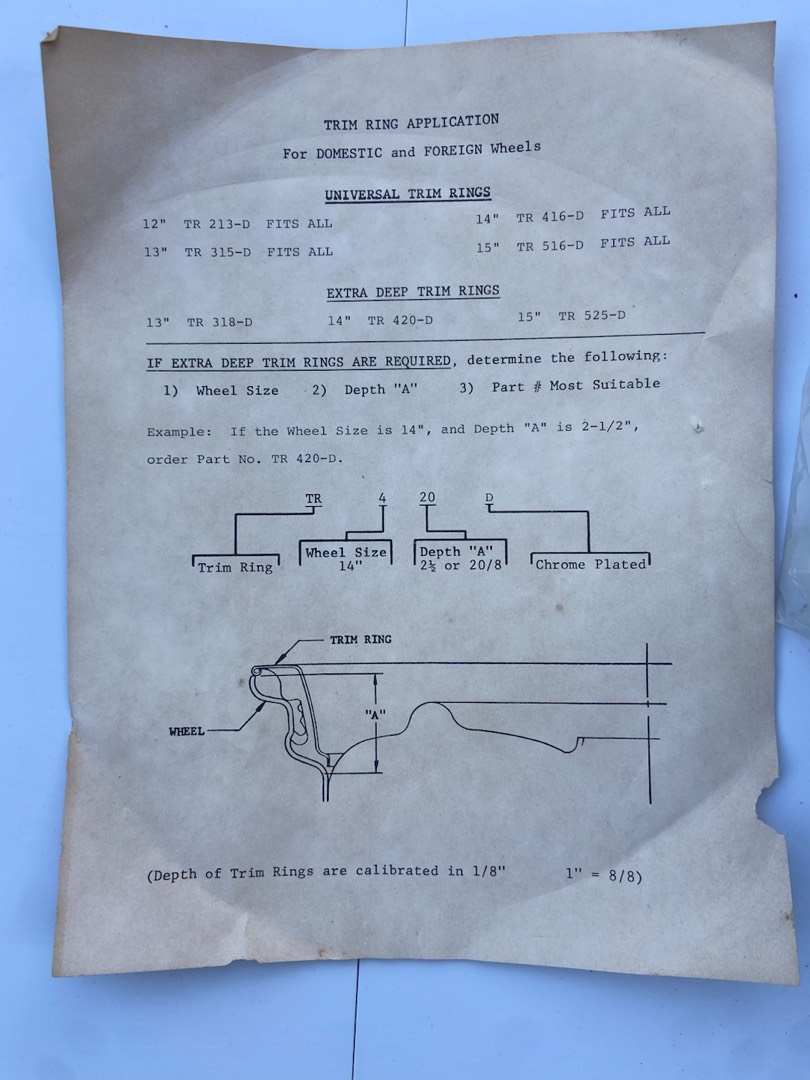 TRIM RING APPLICATION
For DOMESTIC and FOREIGN Wheels
UNIVERSAL TRIM RINGS
12" TR 213-D FITS ALL 14" TR 416-D FITS ALL
13" TR 315-D FITS ALL 15" TR 516-D FITS ALL
EXTRA DEEP TRIM RINGS
13" TR 318-D 14" TR 420-D 15" TR 525-D
IF EXTRA DEEP TRIM RINGS ARE REQUIRED, determine the following:
1) Wheel Size 2) Depth "A" 3) Part # Most Suitable
Example: If the Wheel Size is 14", and Depth "A" is 2-1/2",
order Part No. TR 420-D.
TR 4 20 D
Trim Ring Wheel Size Depth "A" Chrome Plated
14" 2½ or 20/8
TRIM RING
"A"
WHEEL
(Depth of Trim Rings are calibrated in 1/8" 1" = 8/8)